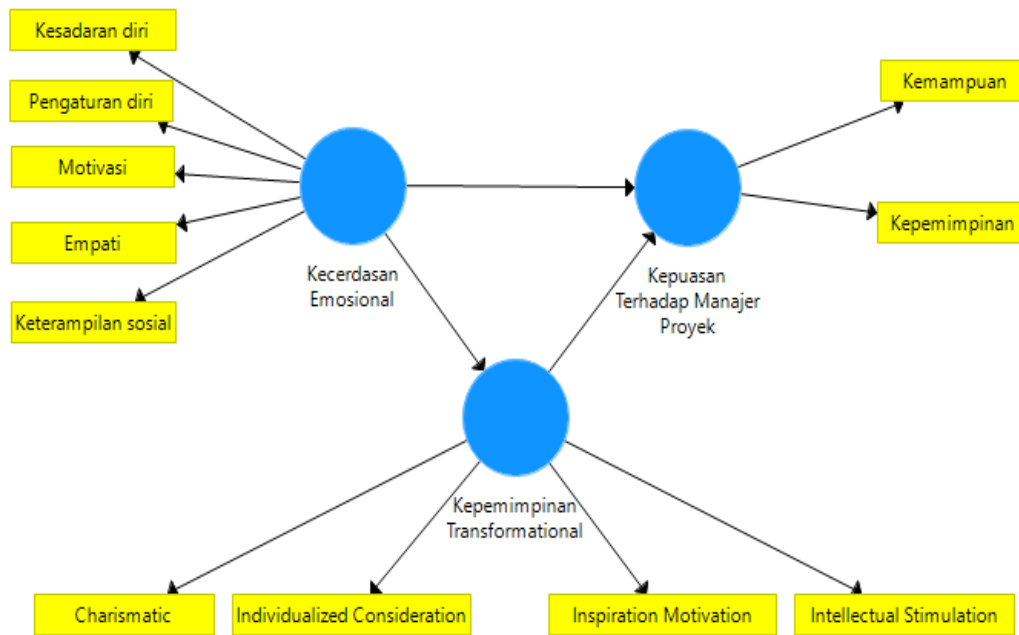 Kesadaran diri
Pengaturan diri
Motivasi
Empati
Keterampilan sosial
Kecerdasan
Emosional
Kemampuan
Kepemimpinan
Kepuasan
Terhadap Manajer
Proyek
Kepemimpinan
Transformational
Charismatic
Individualized Consideration
Inspiration Motivation
Intellectual Stimulation